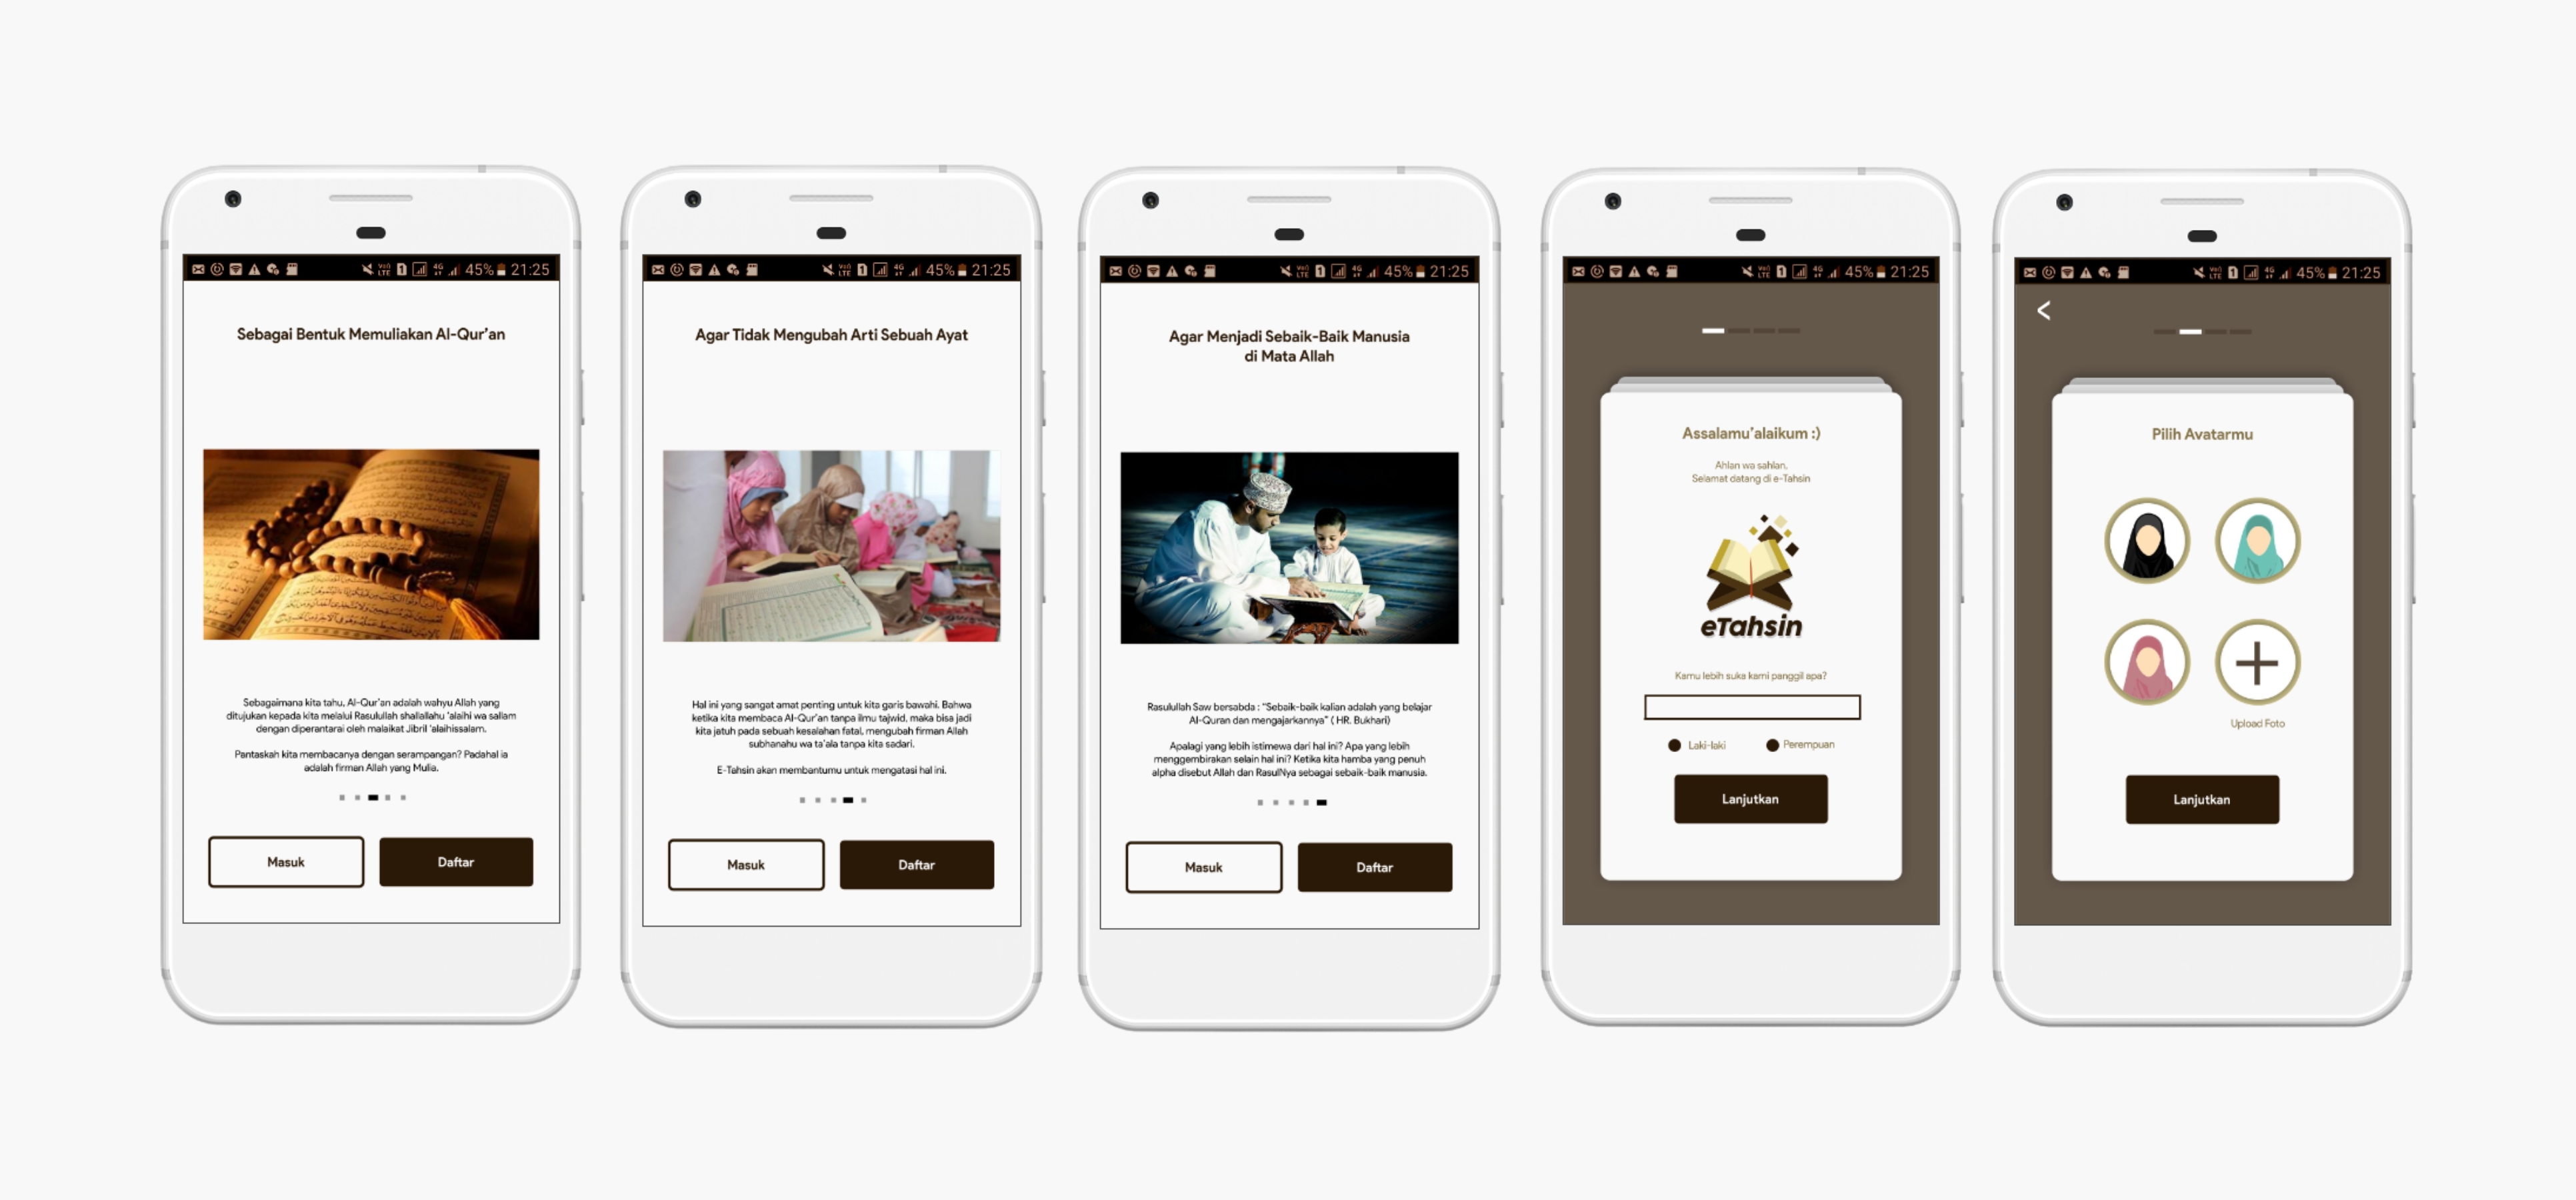 45% 21:25
Sebagai Bentuk Memuliakan Al-Qur'an
Sebagaimana kita tahu, Al-Qur'an adalah wahyu Allah yang
ditujukan kepada kita melalui Rasulullah shallallahu 'alaihi wa sallam
dengan diperantarai oleh malaikat Jibril 'alaihissalam.
Pantaskah kita membacanya dengan serampangan? Padahal ia
adalah firman Allah yang Mulia.
Masuk
Daftar
45% 21:25
Agar Tidak Mengubah Arti Sebuah Ayat
Hal ini yang sangat amat penting untuk kita garis bawahi. Bahwa
ketika kita membaca Al-Qur'an tanpa ilmu tajwid, maka bisa jadi
kita jatuh pada sebuah kesalahan fatal, mengubah firman Allah
subhanahu wa ta'ala tanpa kita sadari.
E-Tahsin akan membantumu untuk mengatasi hal ini.
Masuk
Daftar
45% 21:25
Agar Menjadi Sebaik-Baik Manusia
di Mata Allah
Rasulullah Saw bersabda : "Sebaik-baik kalian adalah yang belajar
Al-Quran dan mengajarkannya" ( HR. Bukhari)
Apalagi yang lebih istimewa dari hal ini? Apa yang lebih
menggembirakan selain hal ini? Ketika kita hamba yang penuh
alpha disebut Allah dan RasulNya sebagai sebaik-baik manusia.
Masuk
Daftar
45% 21:25
Assalamu'alaikum :)
Ahlan wa sahlan,
Selamat datang di e-Tahsin
eTahsin
Kamu lebih suka kami panggil apa?
Laki-laki
Perempuan
Lanjutkan
45% 21:25
Pilih Avatarmu
Upload Foto
Lanjutkan